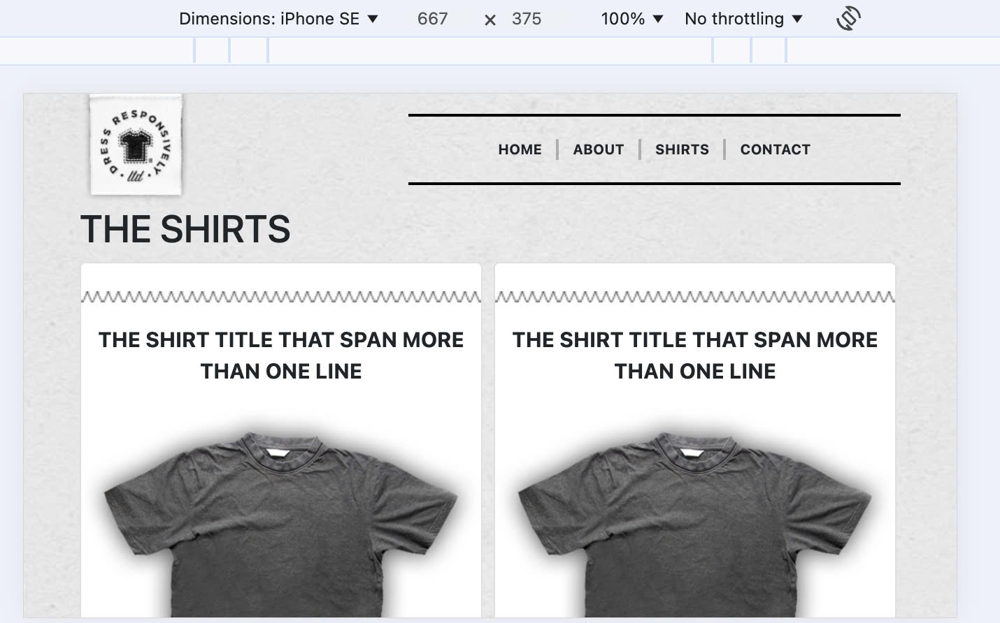 Dimensions: iPhone SE ▼ 667 × 375 100% ▼ No throttling ▼
DRESS RESPONSIVELY
ltd
®
HOME | ABOUT | SHIRTS | CONTACT
THE SHIRTS
THE SHIRT TITLE THAT SPAN MORE
THAN ONE LINE
THE SHIRT TITLE THAT SPAN MORE
THAN ONE LINE